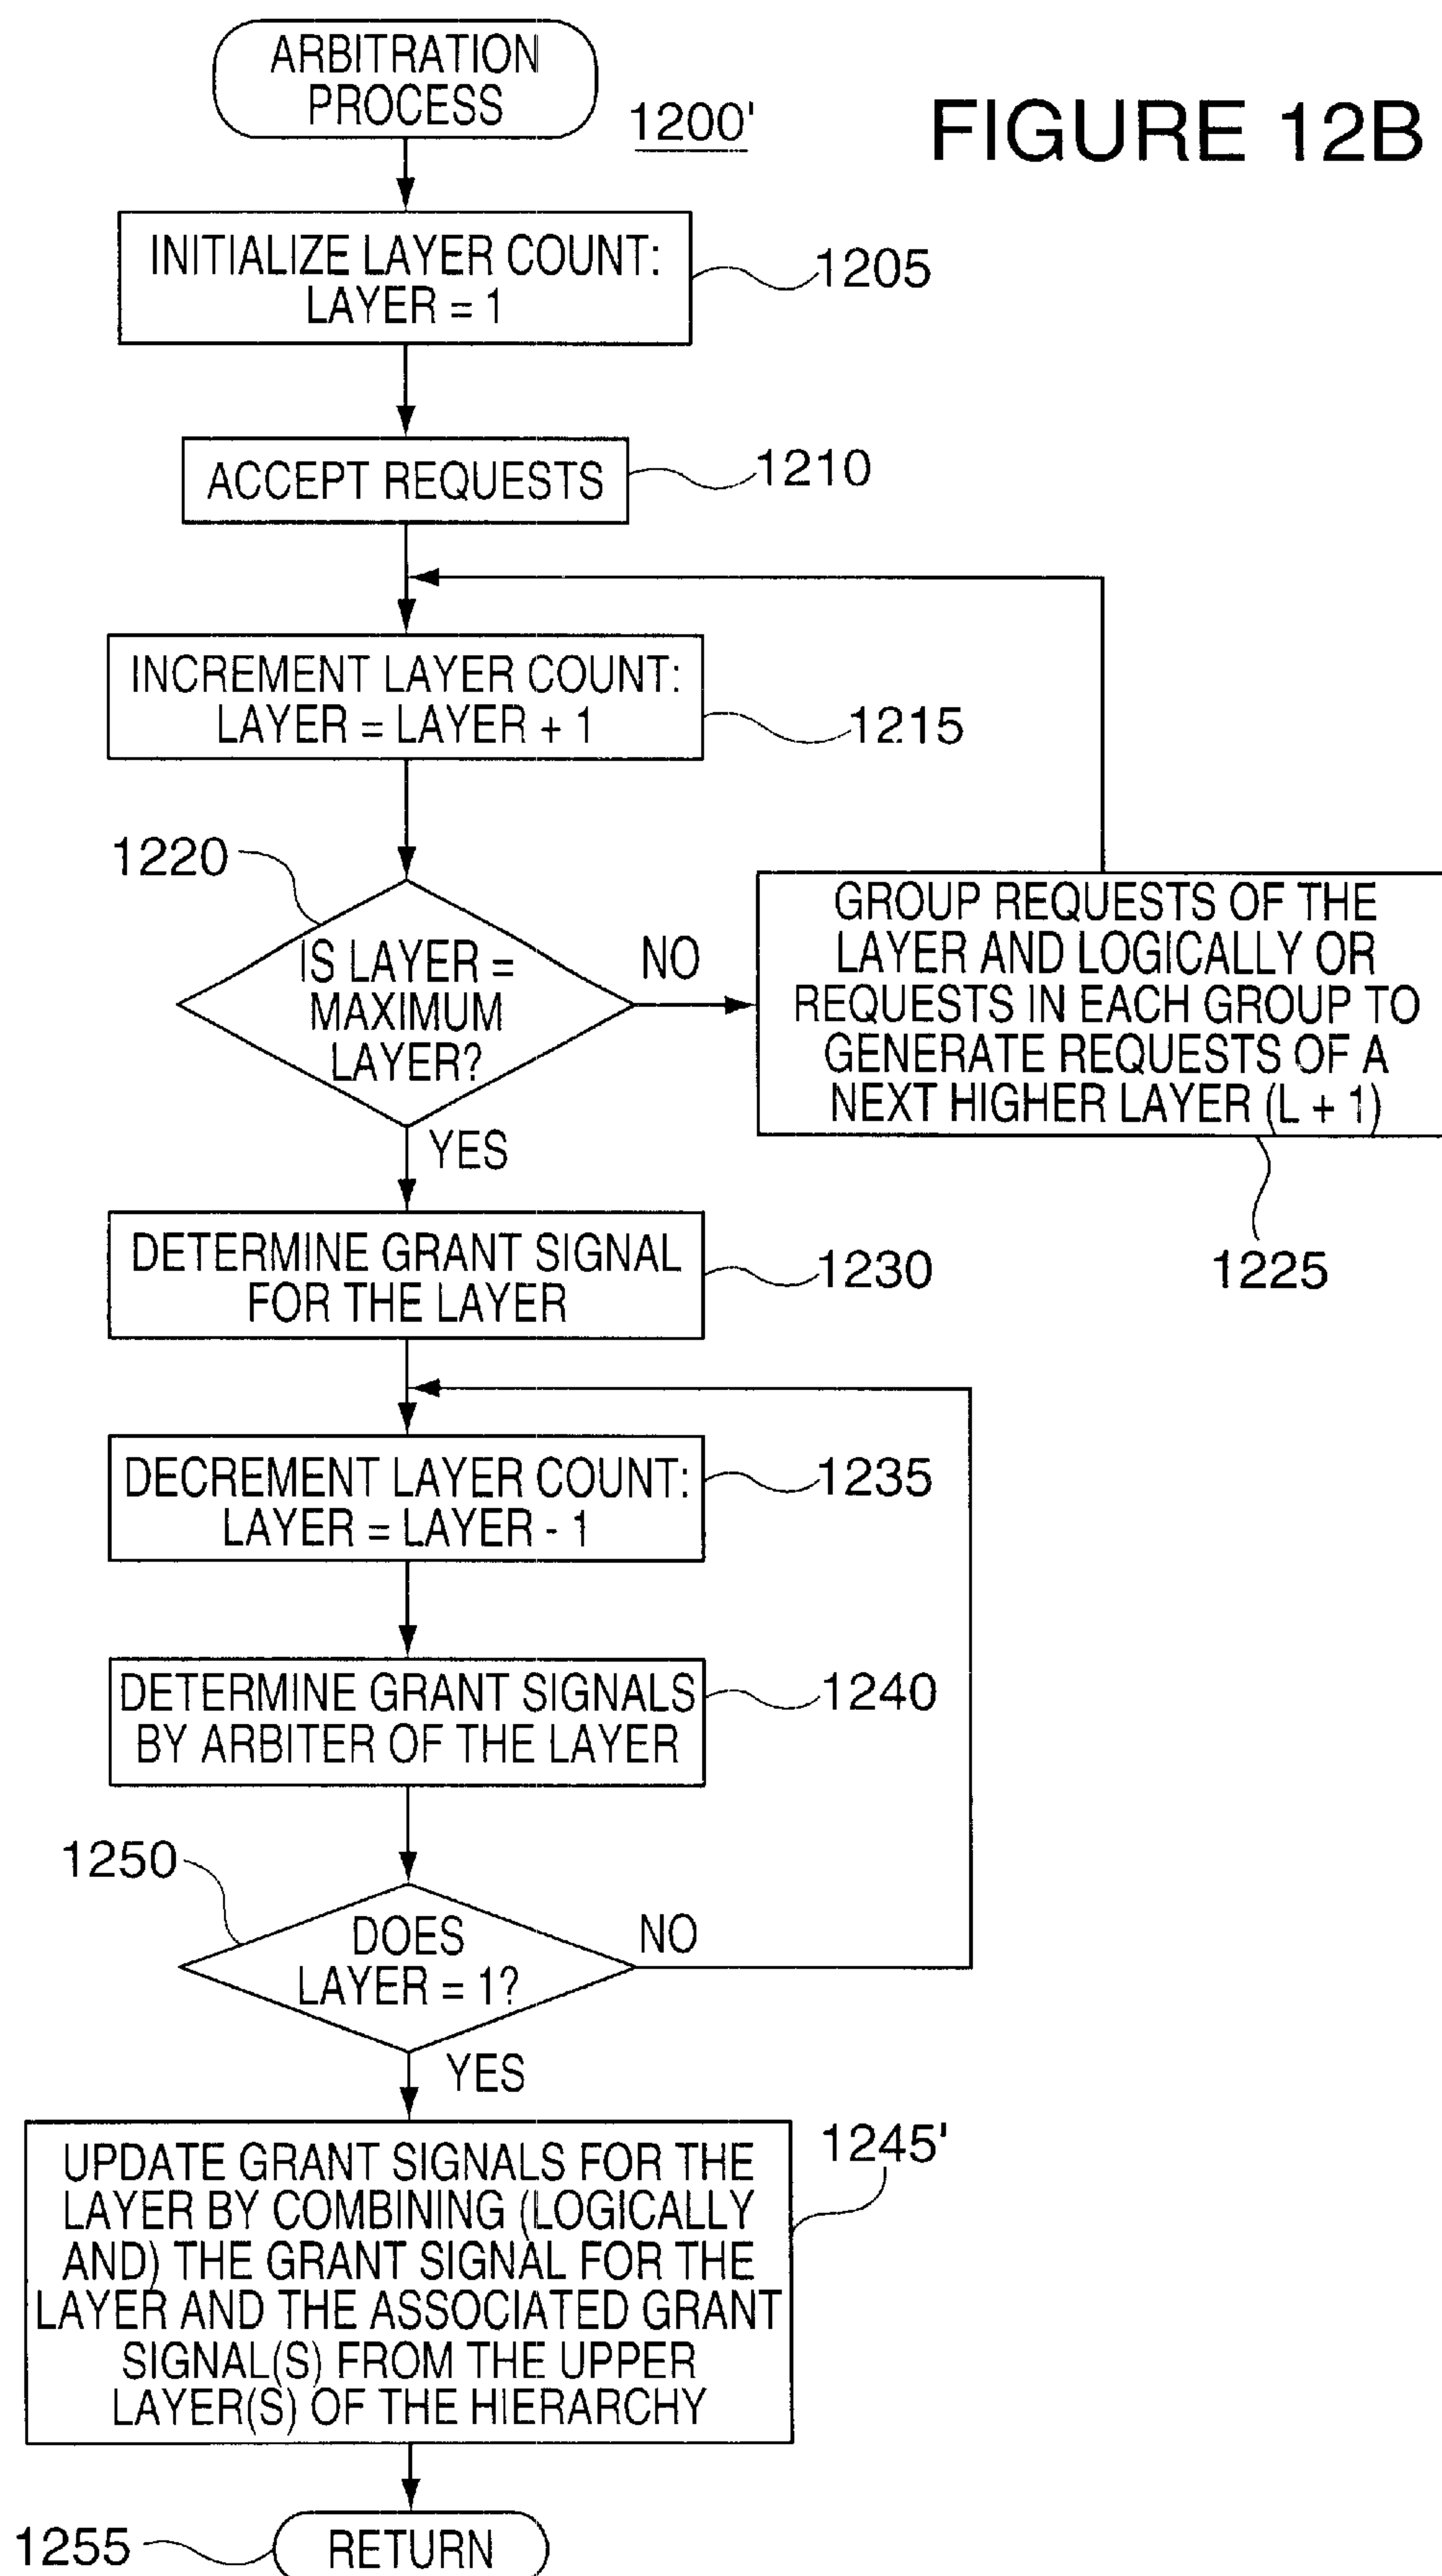 ARBITRATION
PROCESS
1200'
FIGURE 12B
INITIALIZE LAYER COUNT:
LAYER = 1
1205
ACCEPT REQUESTS
1210
INCREMENT LAYER COUNT:
LAYER = LAYER + 1
1215
1220
IS LAYER =
MAXIMUM
LAYER?
NO
GROUP REQUESTS OF THE
LAYER AND LOGICALLY OR
REQUESTS IN EACH GROUP TO
GENERATE REQUESTS OF A
NEXT HIGHER LAYER (L + 1)
1225
YES
DETERMINE GRANT SIGNAL
FOR THE LAYER
1230
DECREMENT LAYER COUNT:
LAYER = LAYER - 1
1235
DETERMINE GRANT SIGNALS
BY ARBITER OF THE LAYER
1240
1250
DOES
LAYER = 1?
NO
YES
UPDATE GRANT SIGNALS FOR THE
LAYER BY COMBINING (LOGICALLY
AND) THE GRANT SIGNAL FOR THE
LAYER AND THE ASSOCIATED GRANT
SIGNAL(S) FROM THE UPPER
LAYER(S) OF THE HIERARCHY
1245'
1255
RETURN